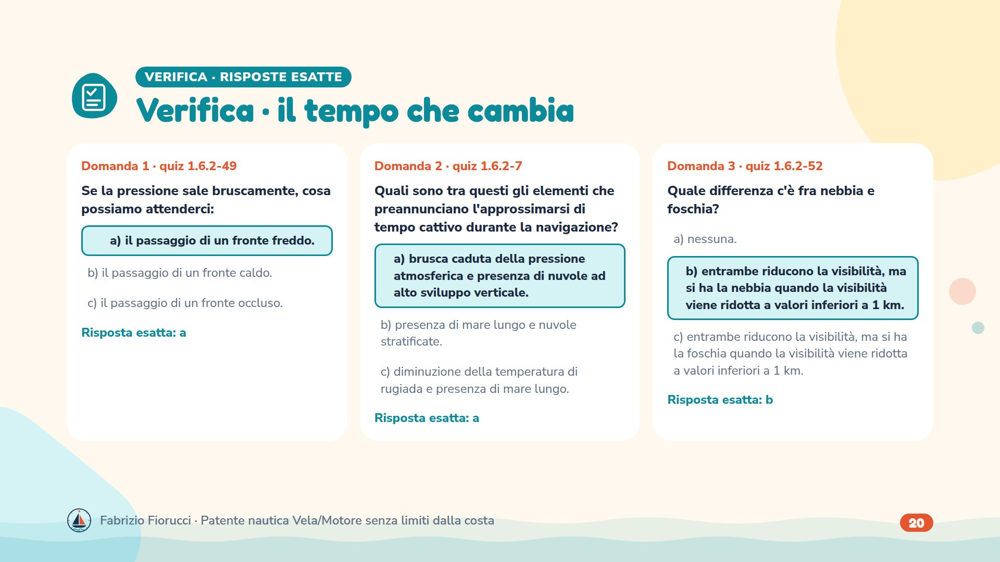 VERIFICA · RISPOSTE ESATTE
Verifica · il tempo che cambia
Domanda 1 · quiz 1.6.2-49
Se la pressione sale bruscamente, cosa
possiamo attenderci:
a) il passaggio di un fronte freddo.
b) il passaggio di un fronte caldo.
c) il passaggio di un fronte occluso.
Risposta esatta: a
Domanda 2 · quiz 1.6.2-7
Quali sono tra questi gli elementi che
preannunciano l'approssimarsi di
tempo cattivo durante la navigazione?
a) brusca caduta della pressione
atmosferica e presenza di nuvole ad
alto sviluppo verticale.
b) presenza di mare lungo e nuvole
stratificate.
c) diminuzione della temperatura di
rugiada e presenza di mare lungo.
Risposta esatta: a
Domanda 3 · quiz 1.6.2-52
Quale differenza c'è fra nebbia e
foschia?
a) nessuna.
b) entrambe riducono la visibilità, ma
si ha la nebbia quando la visibilità
viene ridotta a valori inferiori a 1 km.
c) entrambe riducono la visibilità, ma si ha
la foschia quando la visibilità viene ridotta
a valori inferiori a 1 km.
Risposta esatta: b
Fabrizio Fiorucci · Patente nautica Vela/Motore senza limiti dalla costa
20